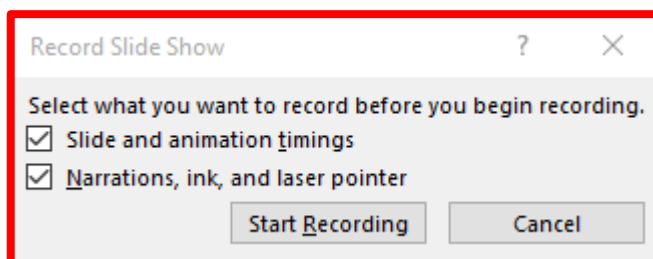 Record Slide Show ?
Select what you want to record before you begin recording.
Slide and animation timings
Narrations, ink, and laser pointer
Start Recording Cancel